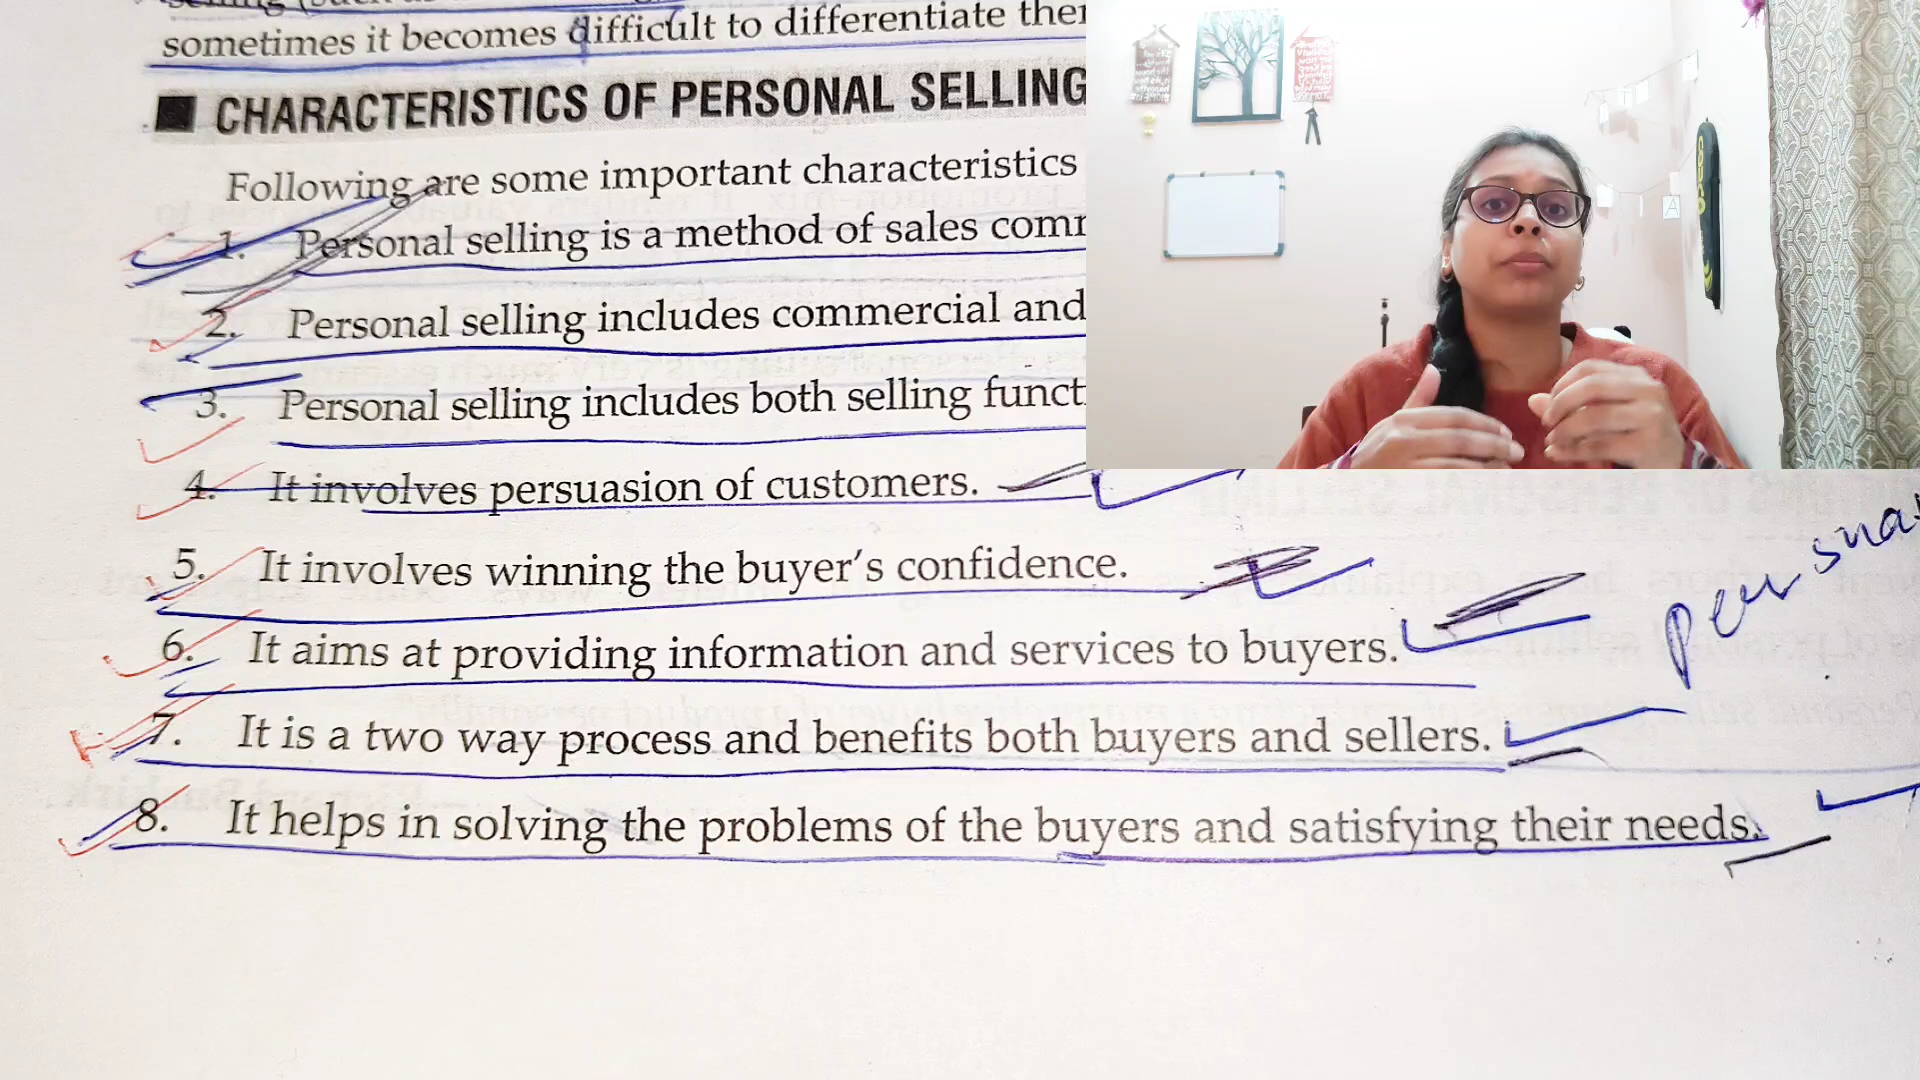 sometimes it becomes difficult to differentiate
CHARACTERISTICS OF PERSONAL SELLING
Following are some important characteristics
1. Personal selling is a method of sales
2. Personal selling includes commercial and
3. Personal selling includes both selling
4. It involves persuasion of customers.
5. It involves winning the buyer's confidence.
6. It aims at providing information and services to buyers.
7. It is a two way process and benefits both buyers and sellers.
8. It helps in solving the problems of the buyers and satisfying their needs.